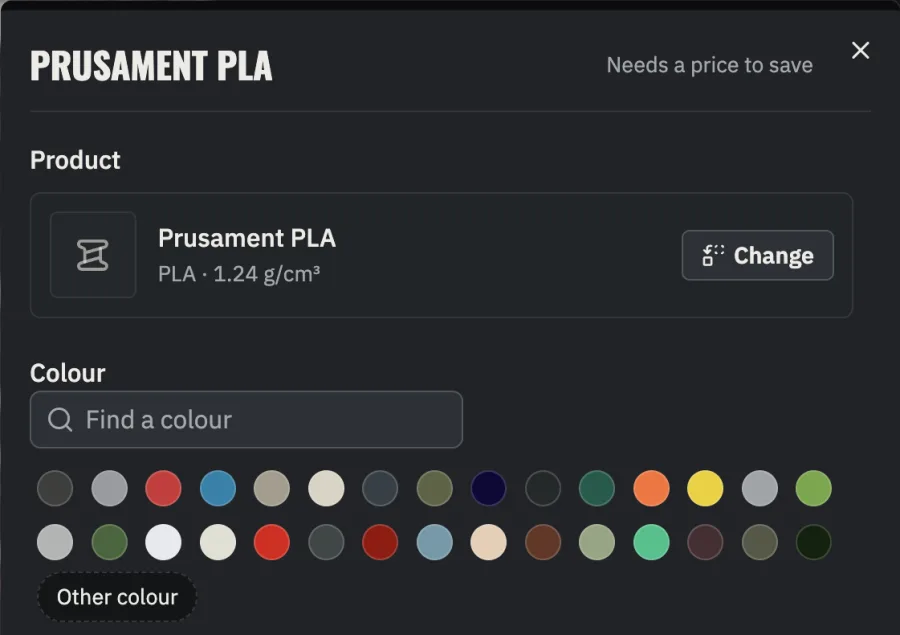 PRUSAMENT PLA
Needs a price to save
Product
Prusament PLA
PLA · 1.24 g/cm³
Change
Colour
Find a colour
Other colour